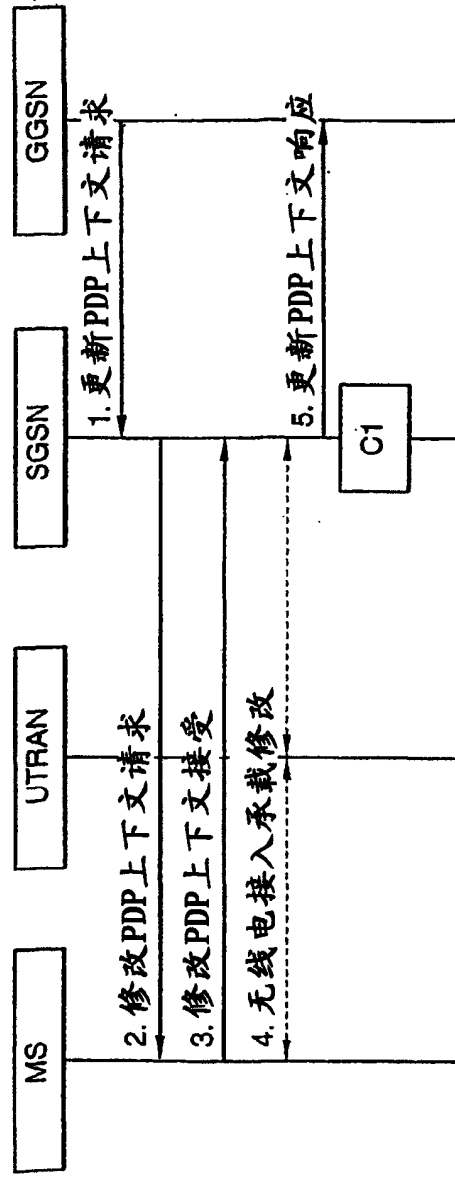 MS
UTRAN
SGSN
GGSN
1. 更新PDP上下文请求
2. 修改PDP上下文请求
3. 修改PDP上下文接受
4. 无线电接入承载修改
5. 更新PDP上下文响应
C1